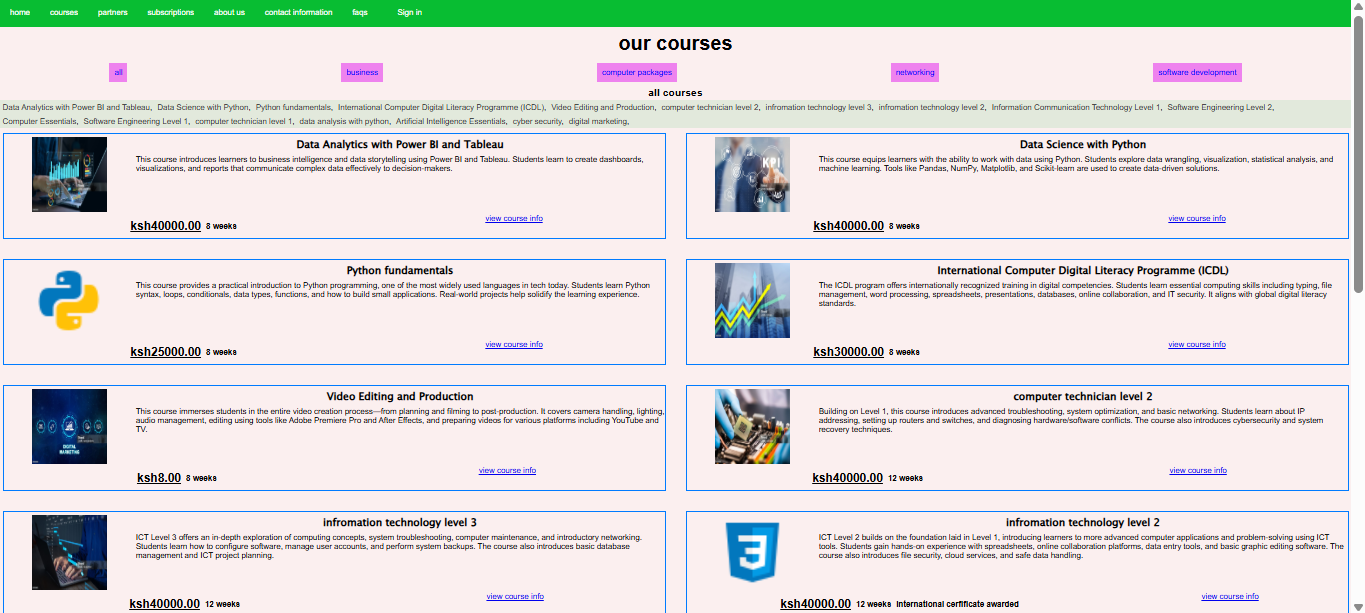 home courses partners subscriptions about us contact information faqs Sign in
our courses
all business computer packages networking software development
all courses
Data Analytics with Power BI and Tableau, Data Science with Python, Python fundamentals, International Computer Digital Literacy Programme (ICDL), Video Editing and Production, computer technician level 2, infromation technology level 3, infromation technology level 2, Information Communication Technology Level 1, Software Engineering Level 2,
Computer Essentials, Software Engineering Level 1, computer technician level 1, data analysis with python, Artificial Intelligence Essentials, cyber security, digital marketing,
Data Analytics with Power BI and Tableau
This course introduces learners to business intelligence and data storytelling using Power BI and Tableau. Students learn to create dashboards,
visualizations, and reports that communicate complex data effectively to decision-makers.
view course info
ksh40000.00 8 weeks
Data Science with Python
This course equips learners with the ability to work with data using Python. Students explore data wrangling, visualization, statistical analysis, and
machine learning. Tools like Pandas, NumPy, Matplotlib, and Scikit-learn are used to create data-driven solutions.
KPI
view course info
ksh40000.00 8 weeks
Python fundamentals
This course provides a practical introduction to Python programming, one of the most widely used languages in tech today. Students learn Python
syntax, loops, conditionals, data types, functions, and how to build small applications. Real-world projects help solidify the learning experience.
view course info
ksh25000.00 8 weeks
International Computer Digital Literacy Programme (ICDL)
The ICDL program offers internationally recognized training in digital competencies. Students learn essential computing skills including typing, file
management, word processing, spreadsheets, presentations, databases, online collaboration, and IT security. It aligns with global digital literacy
standards.
view course info
ksh30000.00 8 weeks
Video Editing and Production
This course immerses students in the entire video creation process—from planning and filming to post-production. It covers camera handling, lighting,
audio management, editing using tools like Adobe Premiere Pro and After Effects, and preparing videos for various platforms including YouTube and
TV.
DIGITAL
MARKETING
view course info
ksh8.00 8 weeks
computer technician level 2
Building on Level 1, this course introduces advanced troubleshooting, system optimization, and basic networking. Students learn about IP
addressing, setting up routers and switches, and diagnosing hardware/software conflicts. The course also introduces cybersecurity and system
recovery techniques.
view course info
ksh40000.00 12 weeks
infromation technology level 3
ICT Level 3 offers an in-depth exploration of computing concepts, system troubleshooting, computer maintenance, and introductory networking.
Students learn how to configure software, manage user accounts, and perform system backups. The course also introduces basic database
management and ICT project planning.
view course info
ksh40000.00 12 weeks
infromation technology level 2
ICT Level 2 builds on the foundation laid in Level 1, introducing learners to more advanced computer applications and problem-solving using ICT
tools. Students gain hands-on experience with spreadsheets, online collaboration platforms, data entry tools, and basic graphic editing software. The
course also introduces file security, cloud services, and safe data handling.
view course info
ksh40000.00 12 weeks International cerfificate awarded